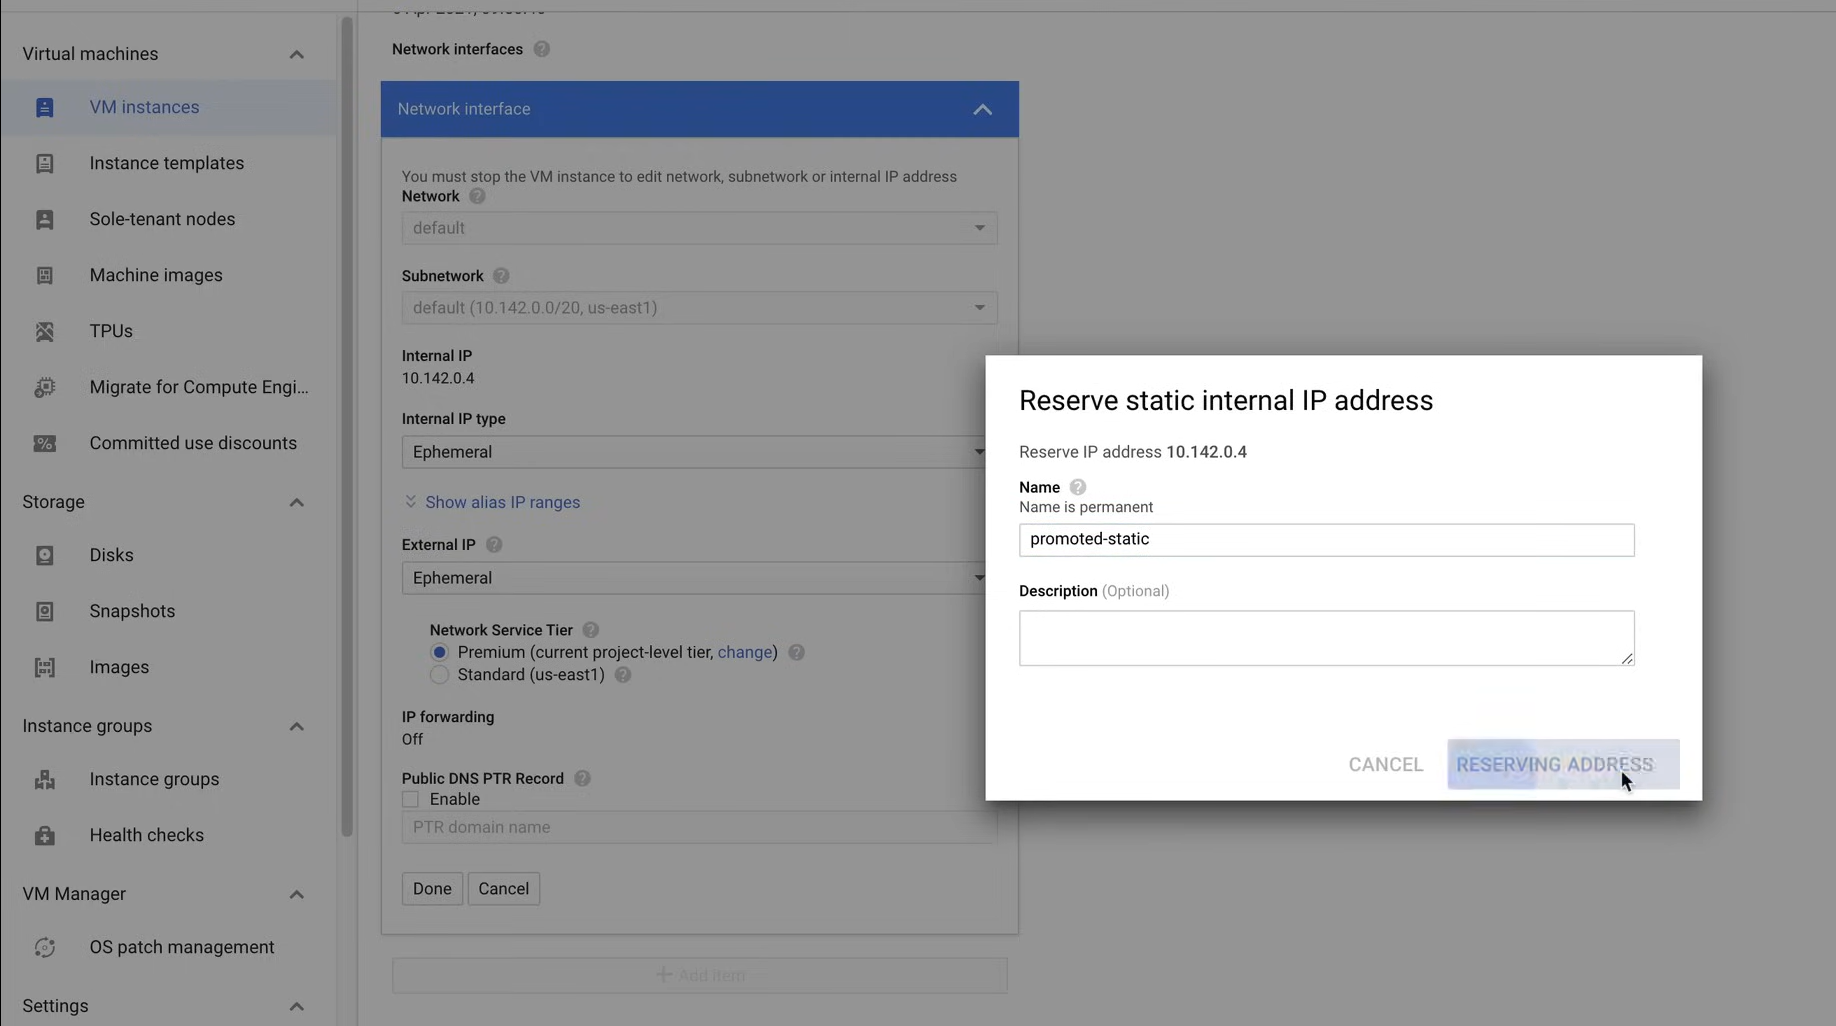 Virtual machines
VM instances
Instance templates
Sole-tenant nodes
Machine images
TPUs
Migrate for Compute Engi...
Committed use discounts
Storage
Disks
Snapshots
Images
Instance groups
Instance groups
Health checks
VM Manager
OS patch management
Settings
Network interfaces
Network interface
You must stop the VM instance to edit network, subnetwork or internal IP address
Network
default
Subnetwork
default (10.142.0.0/20, us-east1)
Internal IP
10.142.0.4
Internal IP type
Ephemeral
Show alias IP ranges
External IP
Ephemeral
Network Service Tier
Premium (current project-level tier, change)
Standard (us-east1)
IP forwarding
Off
Public DNS PTR Record
Enable
PTR domain name
Done Cancel
+ Add item
Reserve static internal IP address
Reserve IP address 10.142.0.4
Name
Name is permanent
promoted-static
Description (Optional)
CANCEL RESERVING ADDRESS